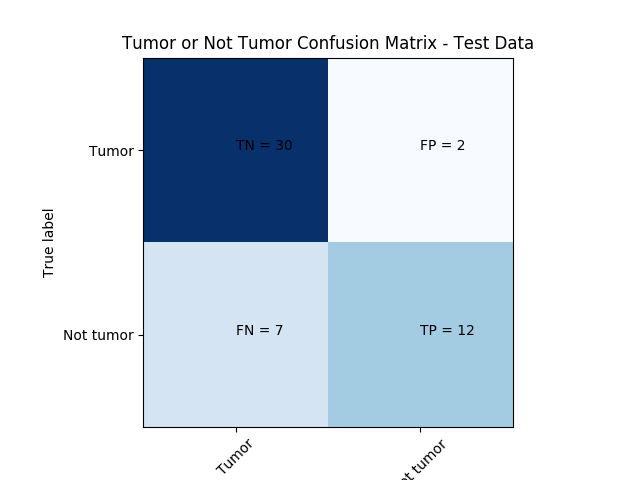 Tumor or Not Tumor Confusion Matrix - Test Data
True label
Tumor
TN = 30
FP = 2
Not tumor
FN = 7
TP = 12
Tumor
tumor